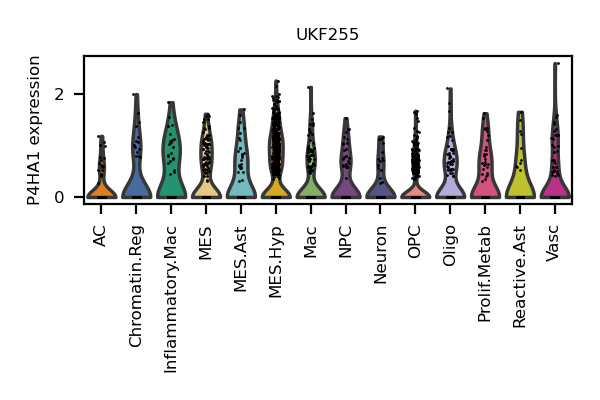 UKF255
P4HA1 expression
2
0
AC
Chromatin.Reg
Inflammatory.Mac
MES
MES.Ast
MES.Hyp
Mac
NPC
Neuron
OPC
Oligo
Prolif.Metab
Reactive.Ast
Vasc